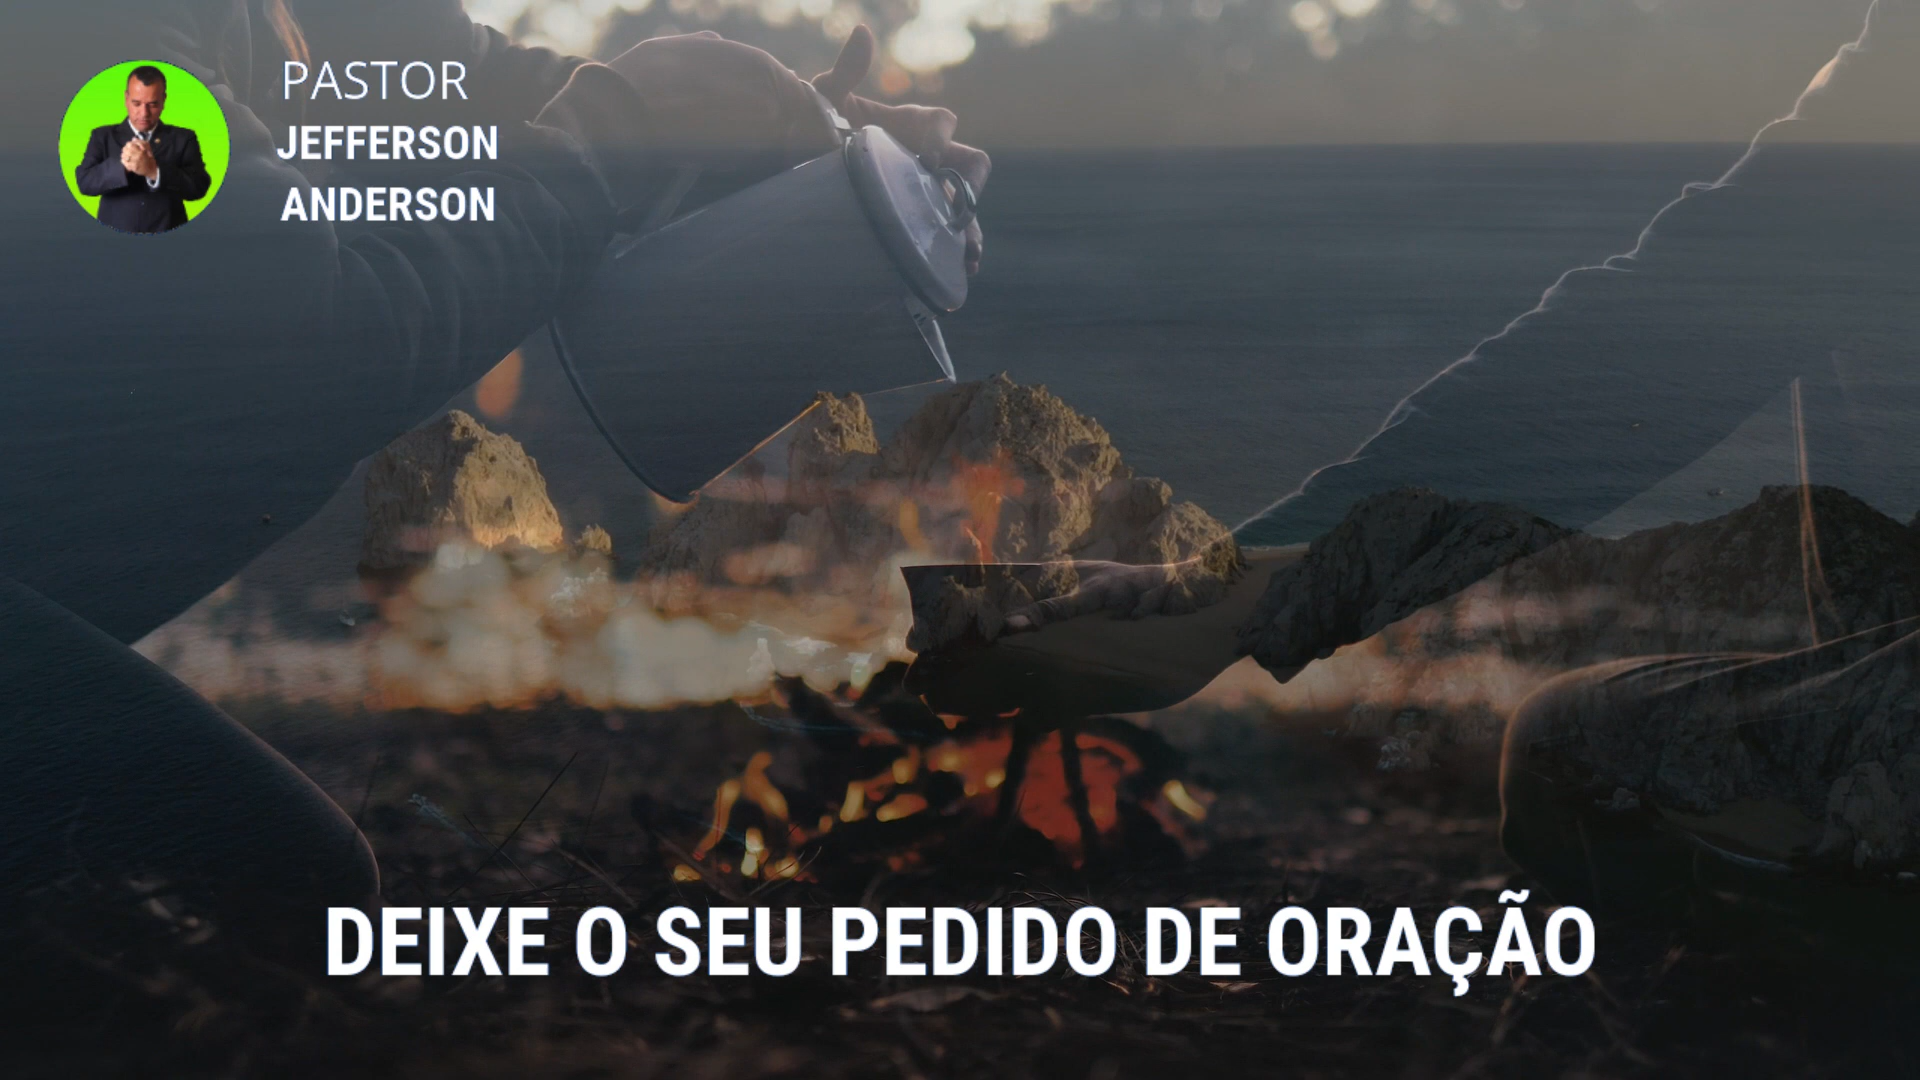 PASTOR
JEFFERSON
ANDERSON
DEIXE O SEU PEDIDO DE ORAÇÃO